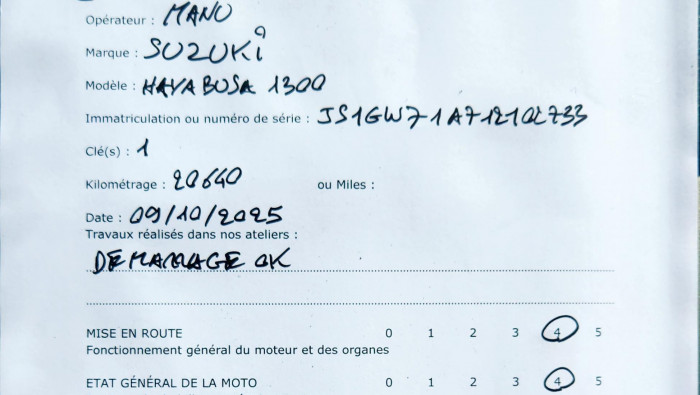 Opérateur : MANU
Marque : SUZUKI
Modèle : HAYABUSA 1300
Immatriculation ou numéro de série : JS1GW71A712102733
Clé(s) : 1
Kilométrage : 20640 ou Miles :
Date : 09/10/2025
Travaux réalisés dans nos ateliers :
DEMARRAGE OK
MISE EN ROUTE 0 1 2 3 4 5
Fonctionnement général du moteur et des organes
ETAT GÉNÉRAL DE LA MOTO 0 1 2 3 4 5